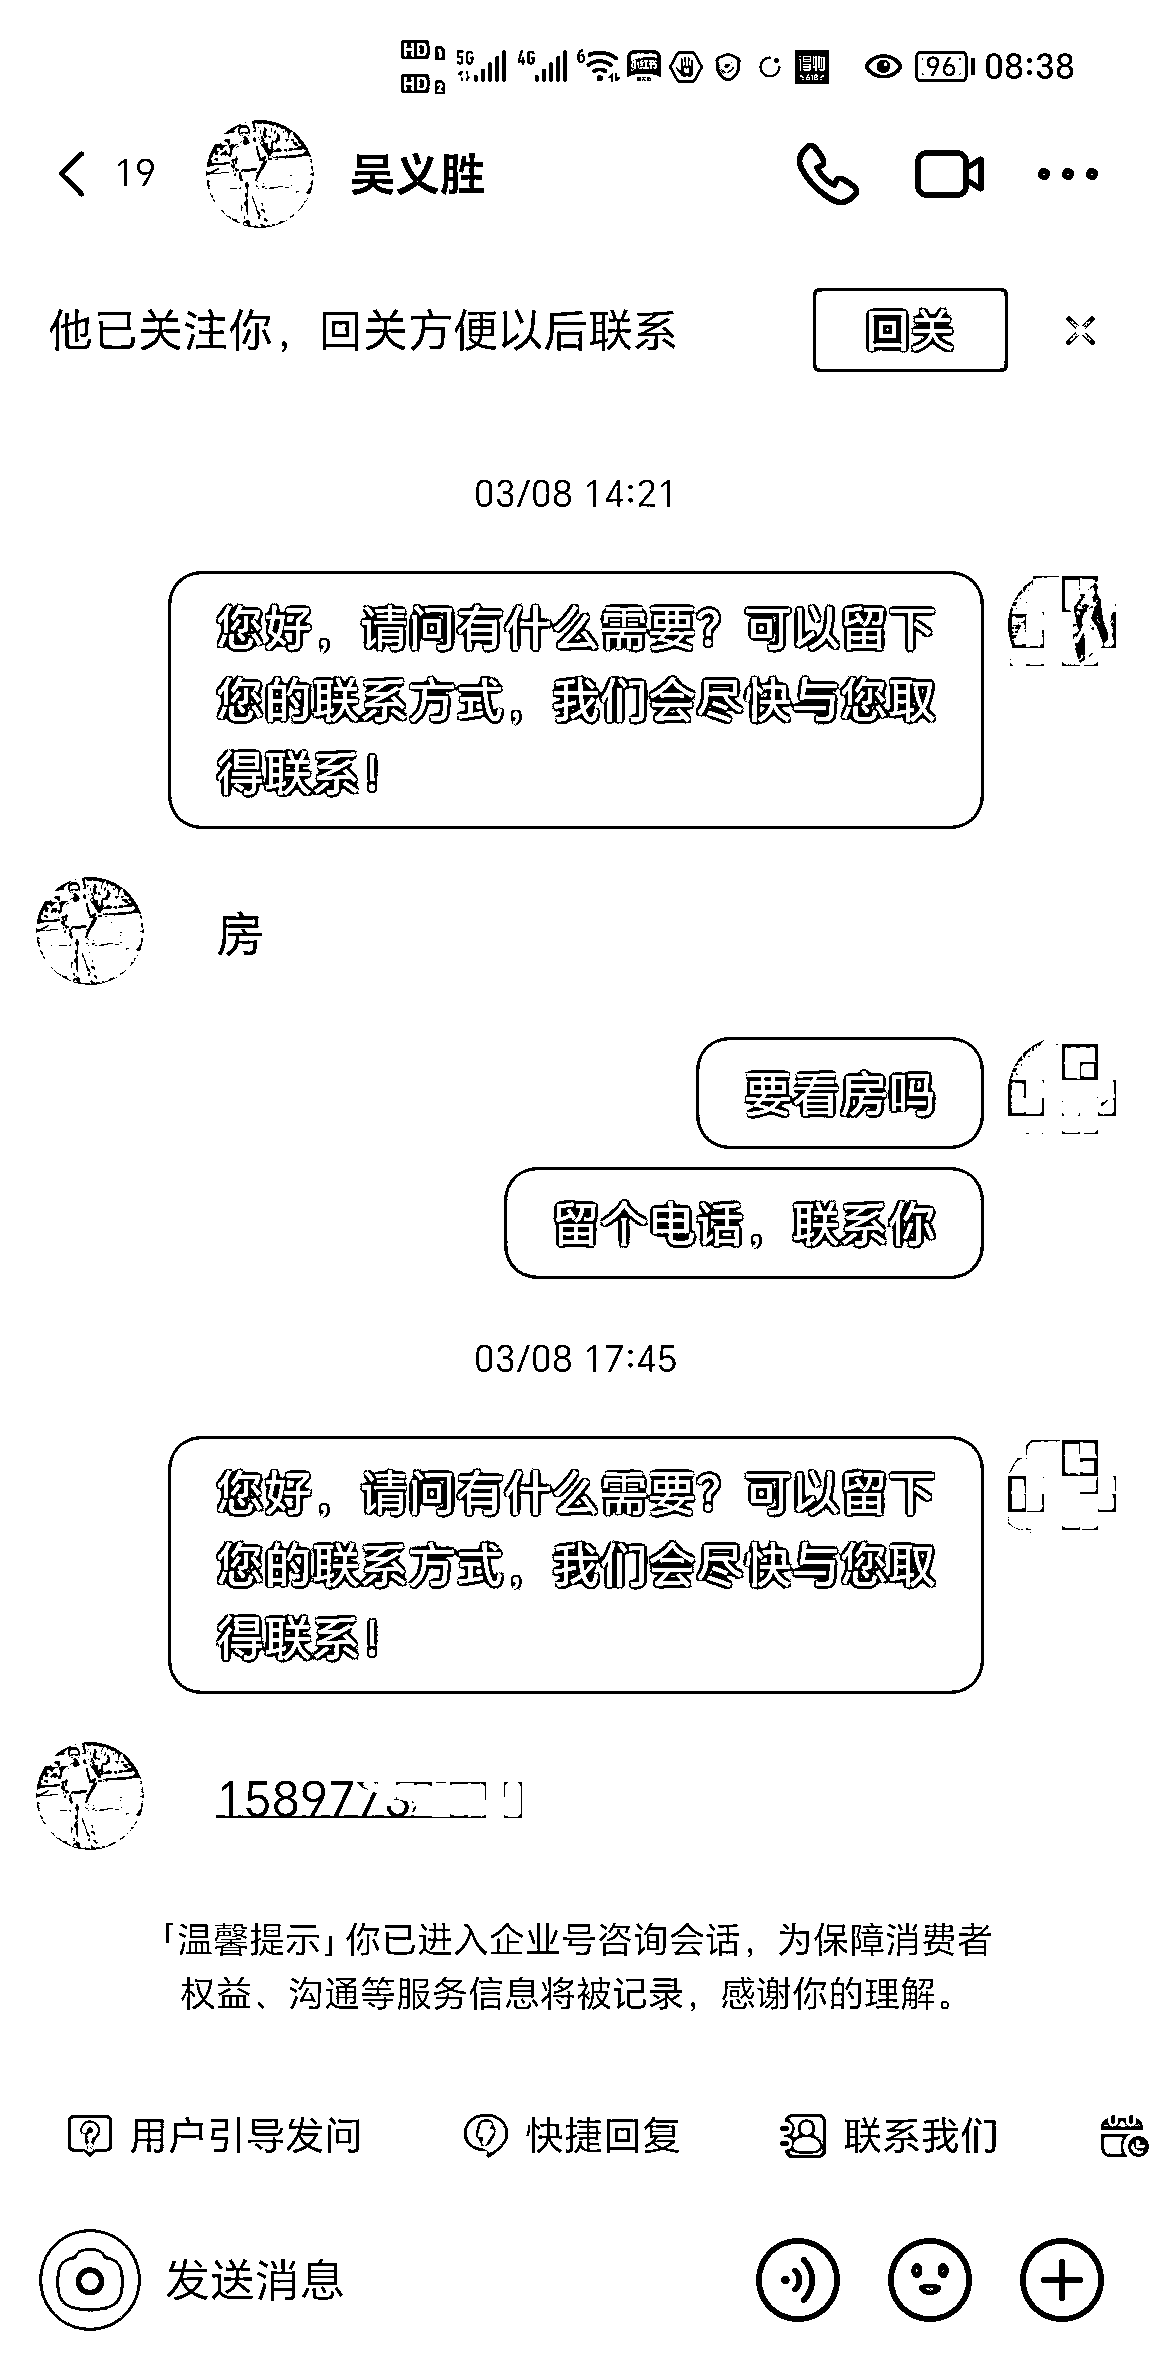 HD 1 5G 4G 6 96 08:38
HD 2
19 吴义胜
他已关注你，回关方便以后联系 回关
03/08 14:21
您好，请问有什么需要？可以留下
您的联系方式，我们会尽快与您取
得联系！
房
要看房吗
留个电话，联系你
03/08 17:45
您好，请问有什么需要？可以留下
您的联系方式，我们会尽快与您取
得联系！
158977
「温馨提示」你已进入企业号咨询会话，为保障消费者
权益、沟通等服务信息将被记录，感谢你的理解。
用户引导发问 快捷回复 联系我们
发送消息